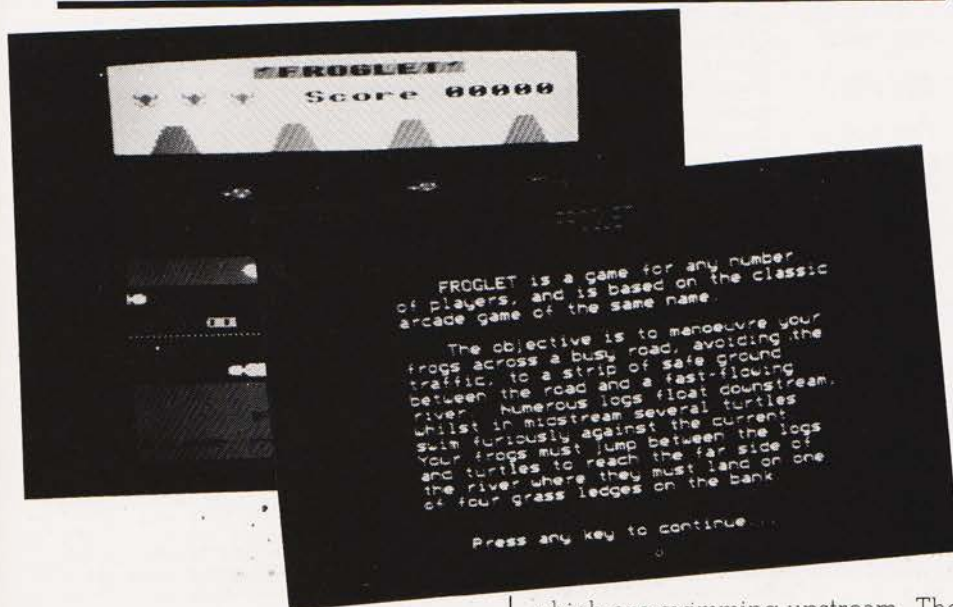 FROGLET
Score 00000
FROGLET is a game for any number
of players, and is based on the classic
arcade game of the same name.
The objective is to manoeuvre your
frogs across a busy road, avoiding the
traffic, to a strip of safe ground
between the road and a fast-flowing
river. Numerous logs float downstream,
whilst in midstream several turtles
swim furiously against the current.
Your frogs must jump between the logs
and turtles to reach the far side of
the river where they must land on one
of four grass ledges on the bank.
Press any key to continue...
swimming upstream. The